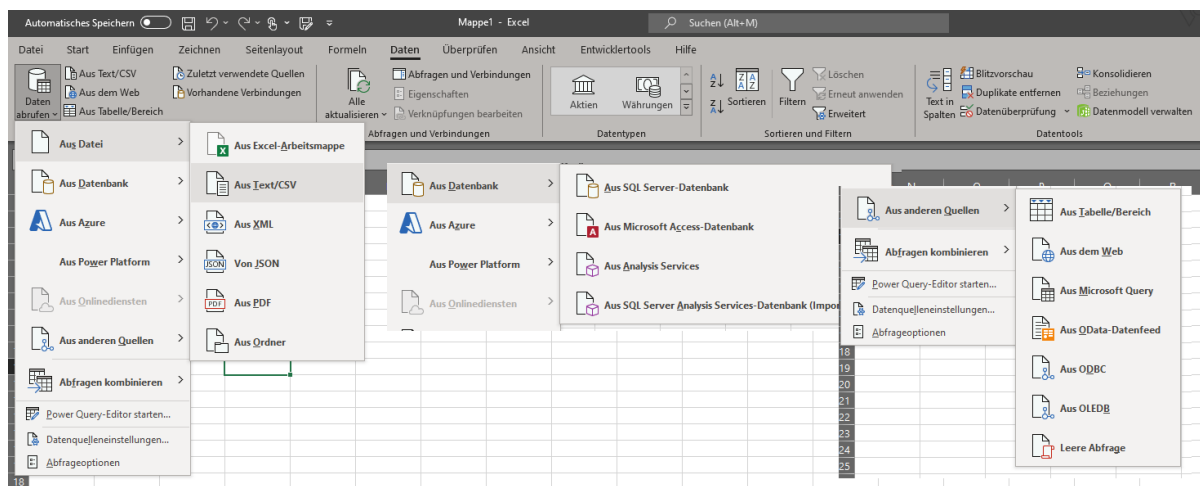 Automatisches Speichern
Mappe1 - Excel
Suchen (Alt+M)
Datei Start Einfügen Zeichnen Seitenlayout Formeln Daten Überprüfen Ansicht Entwicklertools Hilfe
Daten abrufen
Aus Text/CSV
Aus dem Web
Aus Tabelle/Bereich
Zuletzt verwendete Quellen
Vorhandene Verbindungen
Alle aktualisieren
Abfragen und Verbindungen
Eigenschaften
Verknüpfungen bearbeiten
Abfragen und Verbindungen
Aktien
Währungen
Datentypen
Sortieren
Filtern
Löschen
Erneut anwenden
Erweitert
Sortieren und Filtern
Text in Spalten
Blitzvorschau
Duplikate entfernen
Datenüberprüfung
Konsolidieren
Beziehungen
Datenmodell verwalten
Datentools
Aus Datei
Aus Datenbank
Aus Azure
Aus Power Platform
Aus Onlinediensten
Aus anderen Quellen
Abfragen kombinieren
Power Query-Editor starten...
Datenquelleneinstellungen...
Abfrageoptionen
18
Aus Excel-Arbeitsmappe
Aus Text/CSV
Aus XML
JSON
Von JSON
PDF
Aus PDF
Aus Ordner
Aus Datenbank
Aus Azure
Aus Power Platform
Aus Onlinediensten
Aus SQL Server-Datenbank
Aus Microsoft Access-Datenbank
Aus Analysis Services
Aus SQL Server Analysis Services-Datenbank (Impor
Aus anderen Quellen
Abfragen kombinieren
Power Query-Editor starten...
Datenquelleneinstellungen...
Abfrageoptionen
18
19
20
21
22
23
24
25
Aus Tabelle/Bereich
Aus dem Web
Aus Microsoft Query
Aus OData-Datenfeed
Aus ODBC
Aus OLEDB
Leere Abfrage